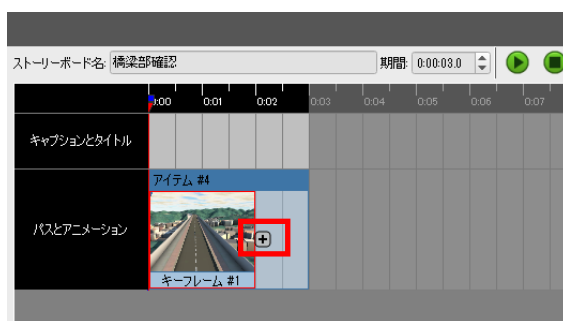 ストーリーボード名: 橋梁部確認 期間: 0:00:03.0
0:00 0:01 0:02 0:03 0:04 0:05 0:06 0:07
キャプションとタイトル
アイテム #4
パスとアニメーション
キーフレーム #1